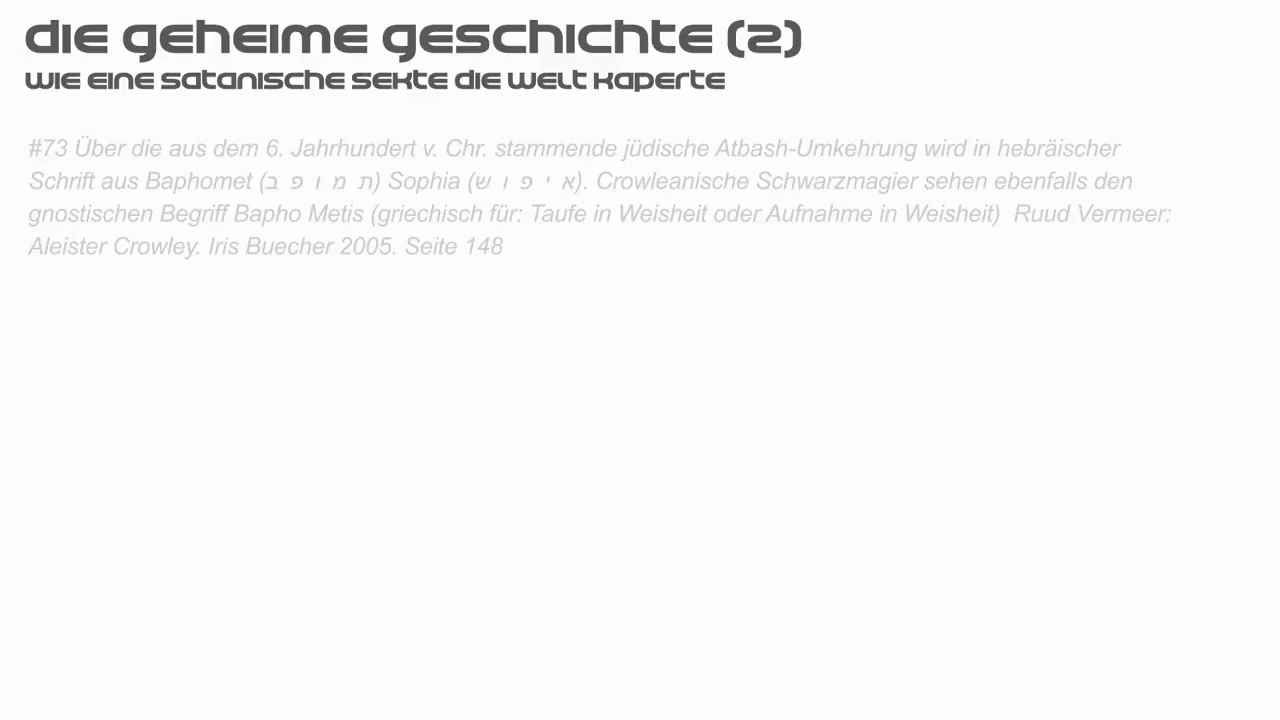 die geheime geschichte (2)
wie eine satanische sekte die welt kaperte
#73 Über die aus dem 6. Jahrhundert v. Chr. stammende jüdische Atbash-Umkehrung wird in hebräischer
Schrift aus Baphomet (ב פ ו מ ת) Sophia (ש ו פ י א). Crowleanische Schwarzmagier sehen ebenfalls den
gnostischen Begriff Bapho Metis (griechisch für: Taufe in Weisheit oder Aufnahme in Weisheit) Ruud Vermeer:
Aleister Crowley. Iris Buecher 2005. Seite 148